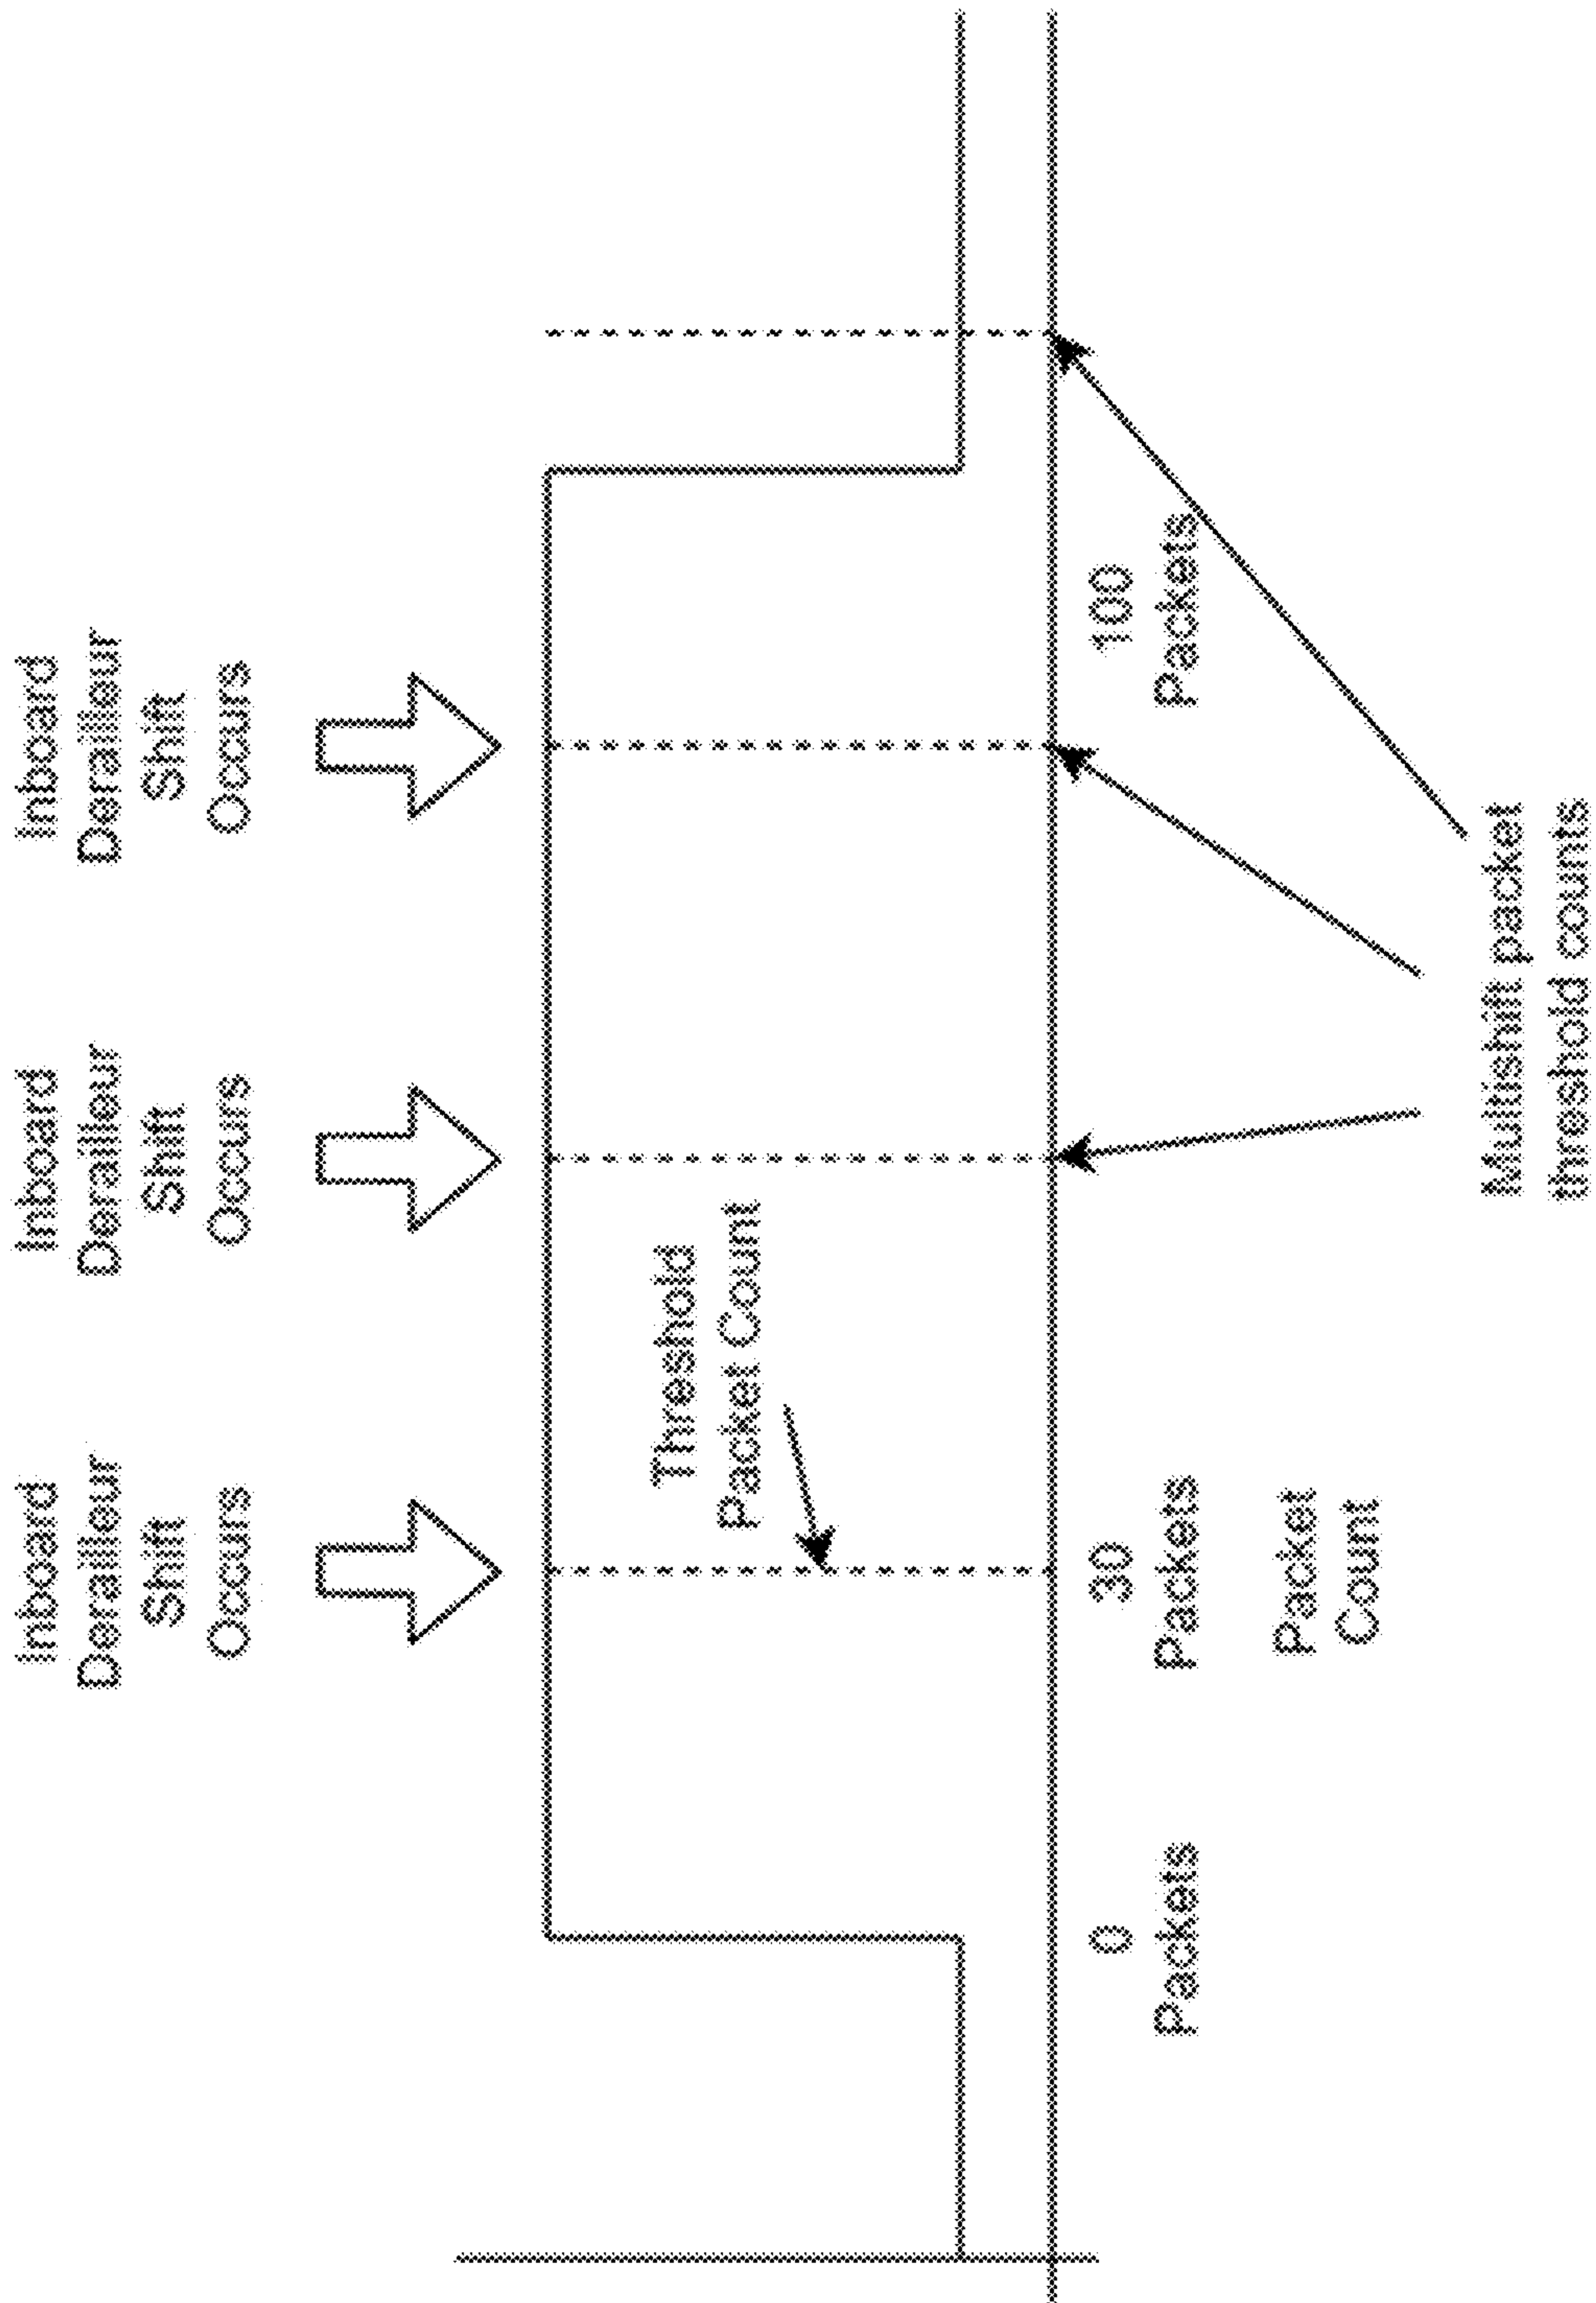 Inboard
Derailleur
Shift
Occurs
Inboard
Derailleur
Shift
Occurs
Inboard
Derailleur
Shift
Occurs
Threshold
Packet Count
0
Packets
30
Packets
100
Packets
Packet
Count
Multishift packet
threshold counts